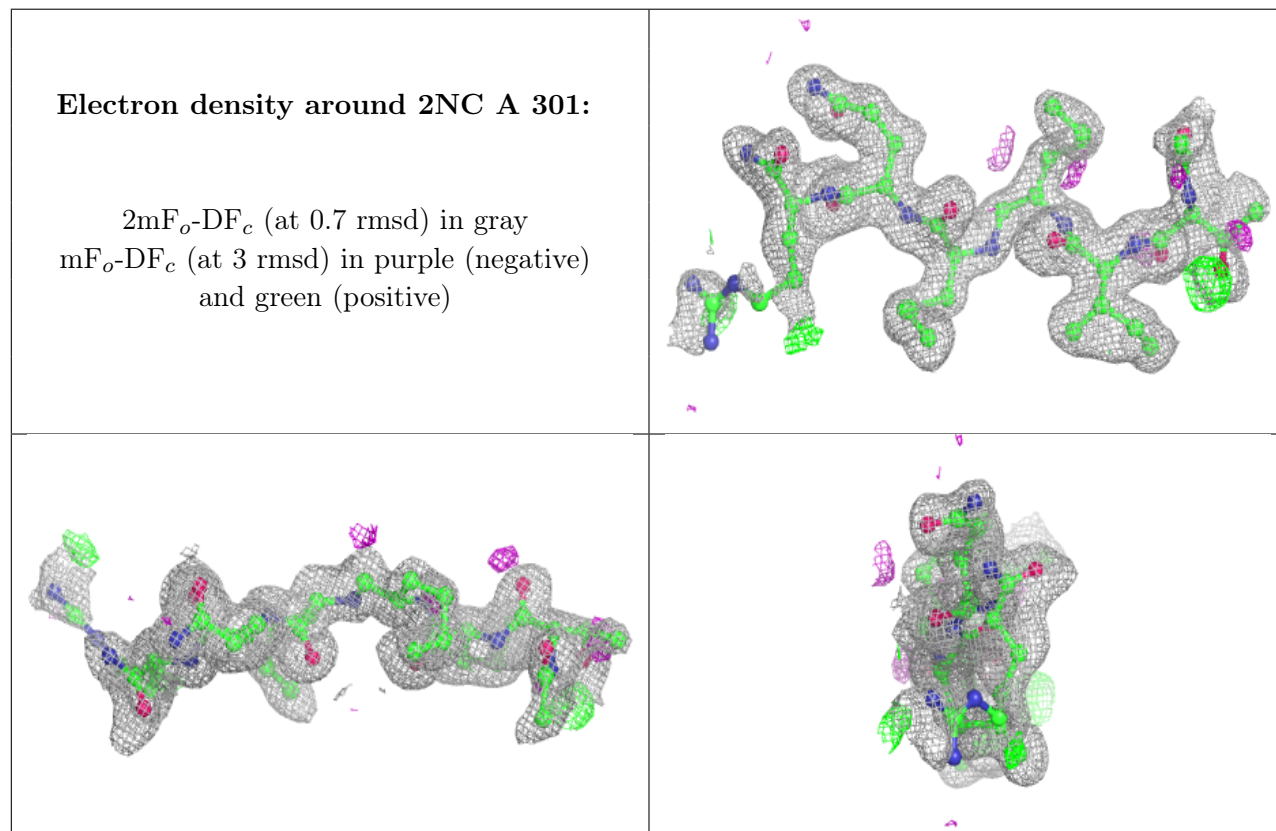 Electron density around 2NC A 301:
2mFₒ-DF𝒸 (at 0.7 rmsd) in gray
mFₒ-DF𝒸 (at 3 rmsd) in purple (negative)
and green (positive)